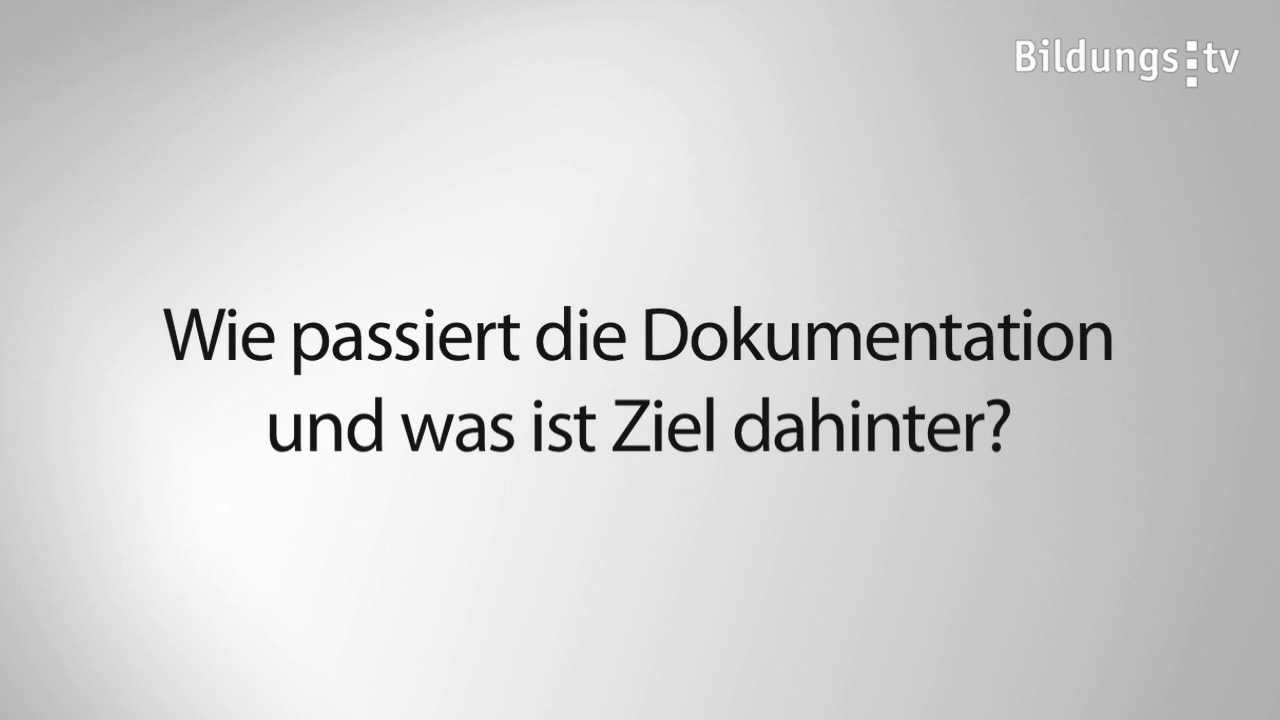 Bildungs:tv
Wie passiert die Dokumentation
und was ist Ziel dahinter?